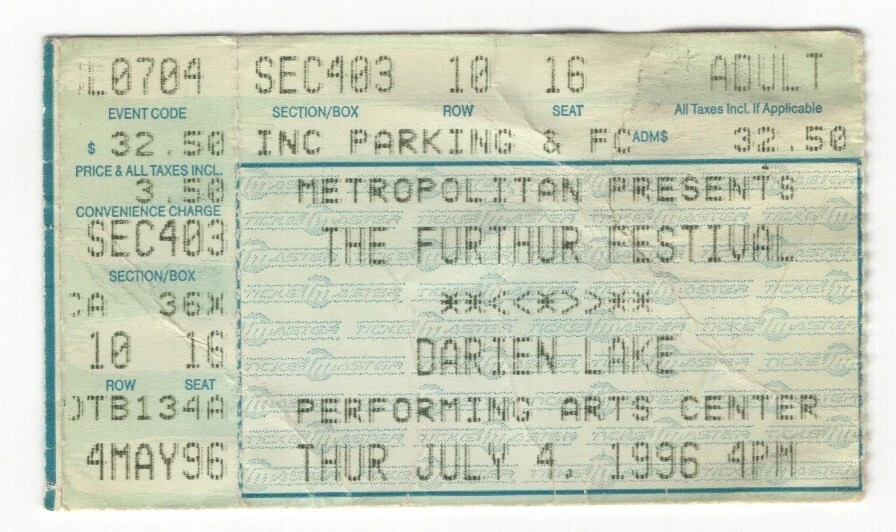 L0704
EVENT CODE
$ 32.50
PRICE & ALL TAXES INCL.
3.50
CONVENIENCE CHARGE
SEC403
SECTION/BOX
CA 36X
10 16
ROW SEAT
OTB134A
4MAY96
SEC403 10 16 ADULT
SECTION/BOX ROW SEAT All Taxes Incl. If Applicable
INC PARKING & FC ADM$ 32.50
METROPOLITAN PRESENTS
THE FURTHUR FESTIVAL
**<<*>>**
DARIEN LAKE
PERFORMING ARTS CENTER
THUR JULY 4, 1996 4PM